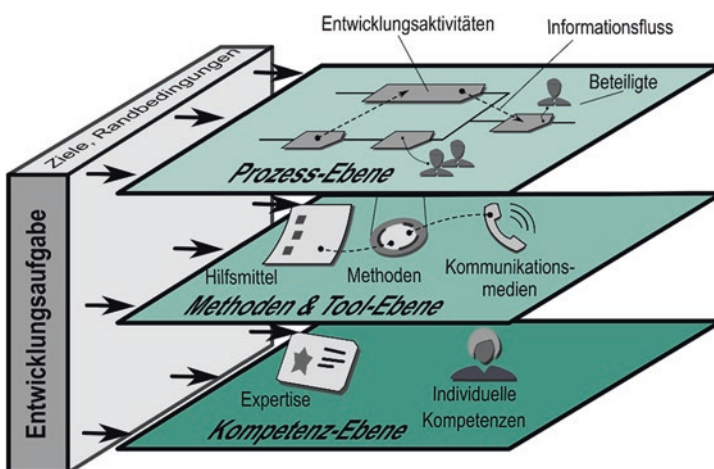 Entwicklungsaktivitäten
Informationsfluss
Beteiligte
Ziele, Randbedingungen
Prozess-Ebene
Entwicklungsaufgabe
Hilfsmittel
Methoden
Kommunikations-
medien
Methoden & Tool-Ebene
Expertise
Individuelle
Kompetenzen
Kompetenz-Ebene